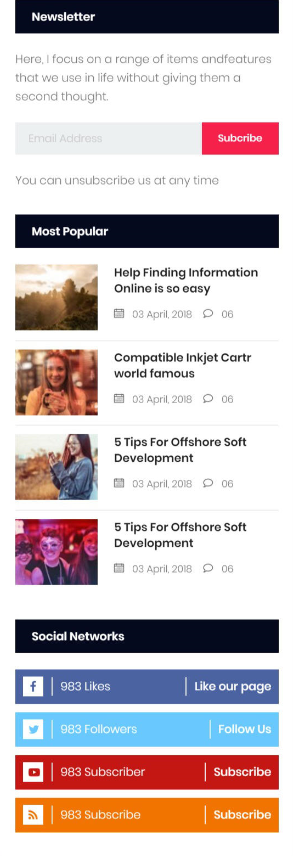 Newsletter
Here, I focus on a range of items andfeatures
that we use in life without giving them a
second thought.
Email Address
Subcribe
You can unsubscribe us at any time
Most Popular
Help Finding Information
Online is so easy
03 April, 2018 06
Compatible Inkjet Cartr
world famous
03 April, 2018 06
5 Tips For Offshore Soft
Development
03 April, 2018 06
5 Tips For Offshore Soft
Development
03 April, 2018 06
Social Networks
983 Likes Like our page
983 Followers Follow Us
983 Subscriber Subscribe
983 Subscribe Subscribe